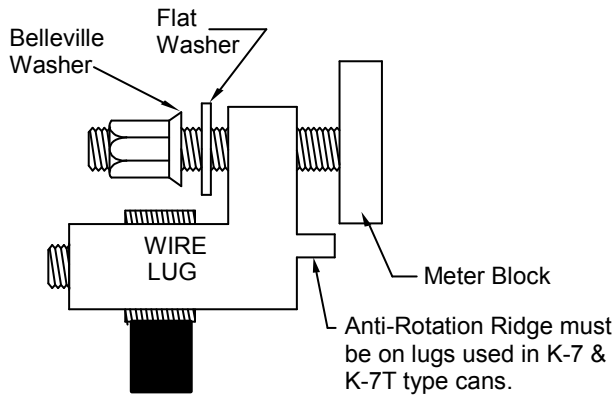 Flat
Washer
Belleville
Washer
WIRE
LUG
Meter Block
Anti-Rotation Ridge must
be on lugs used in K-7 &
K-7T type cans.